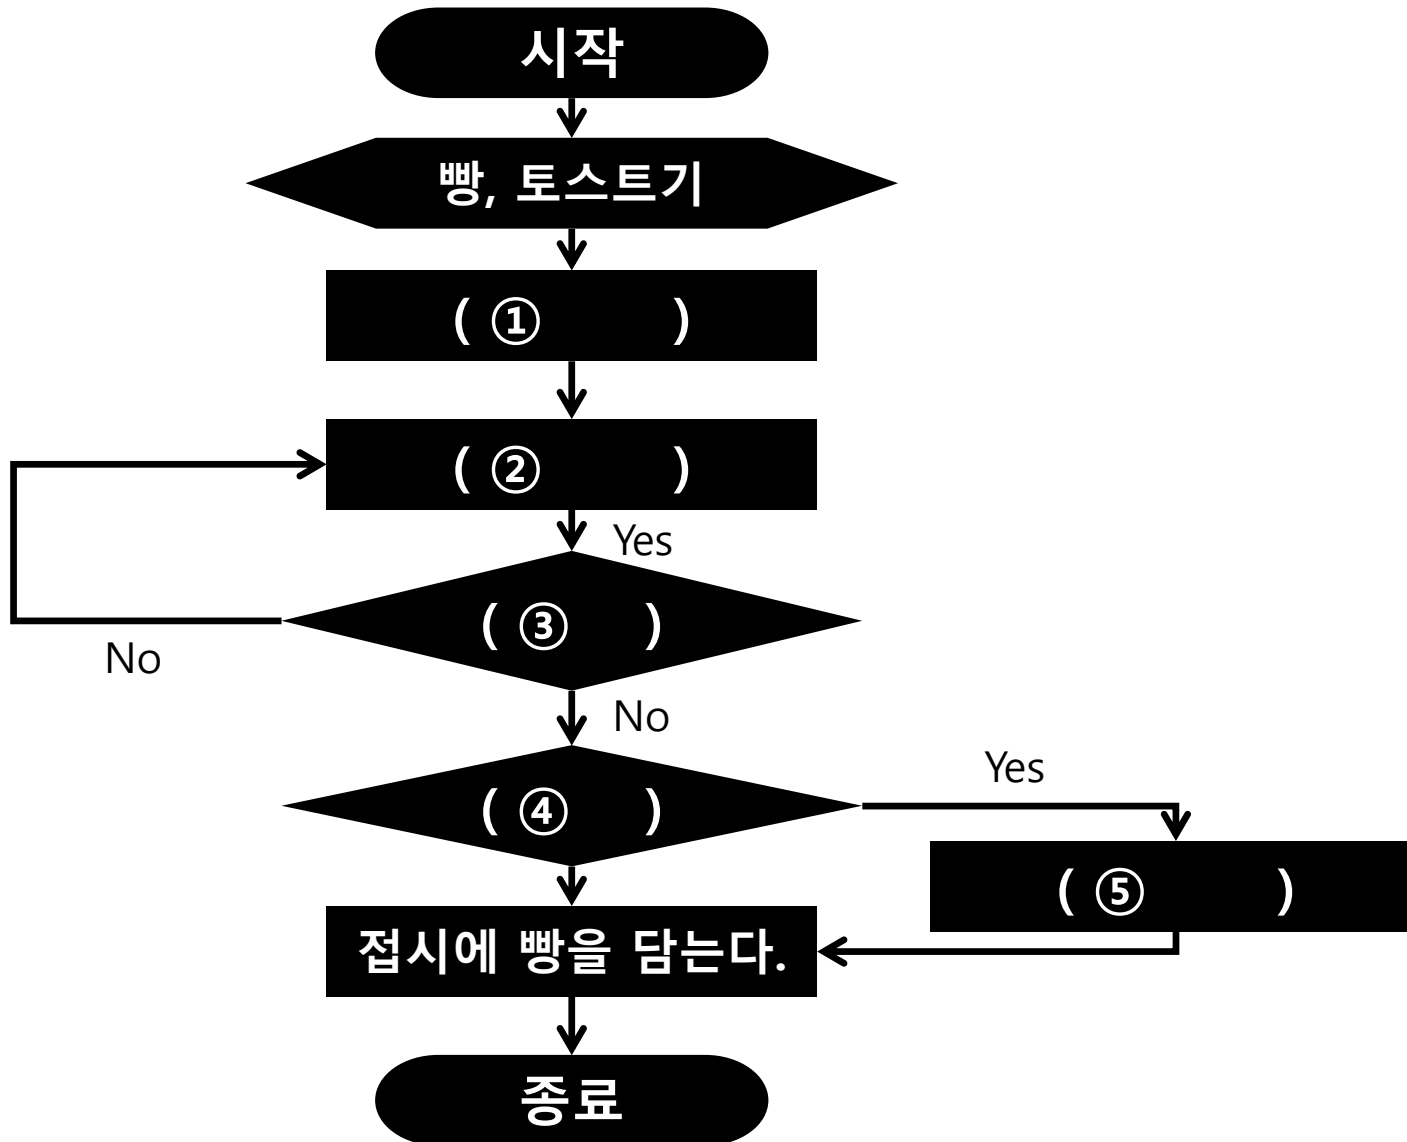 시작
빵, 토스트기
( ① )
( ② )
Yes
( ③ )
No
No
( ④ )
Yes
( ⑤ )
접시에 빵을 담는다.
종료